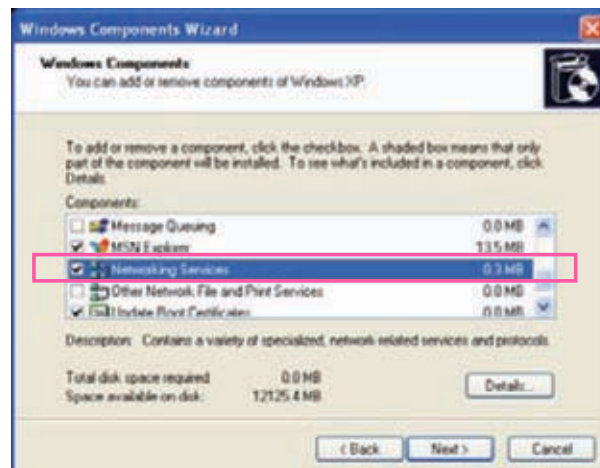 Windows Components Wizard
Windows Components
You can add or remove components of Windows XP.
To add or remove a component, click the checkbox. A shaded box means that only
part of the component will be installed. To see what's included in a component, click
Details.
Components:
Message Queuing 0.0 MB
MSN Explorer 13.5 MB
Networking Services 0.3 MB
Other Network File and Print Services 0.0 MB
Update Root Certificates 0.0 MB
Description: Contains a variety of specialized, network-related services and protocols.
Total disk space required: 0.0 MB
Space available on disk: 12125.4 MB
Details...
< Back Next > Cancel